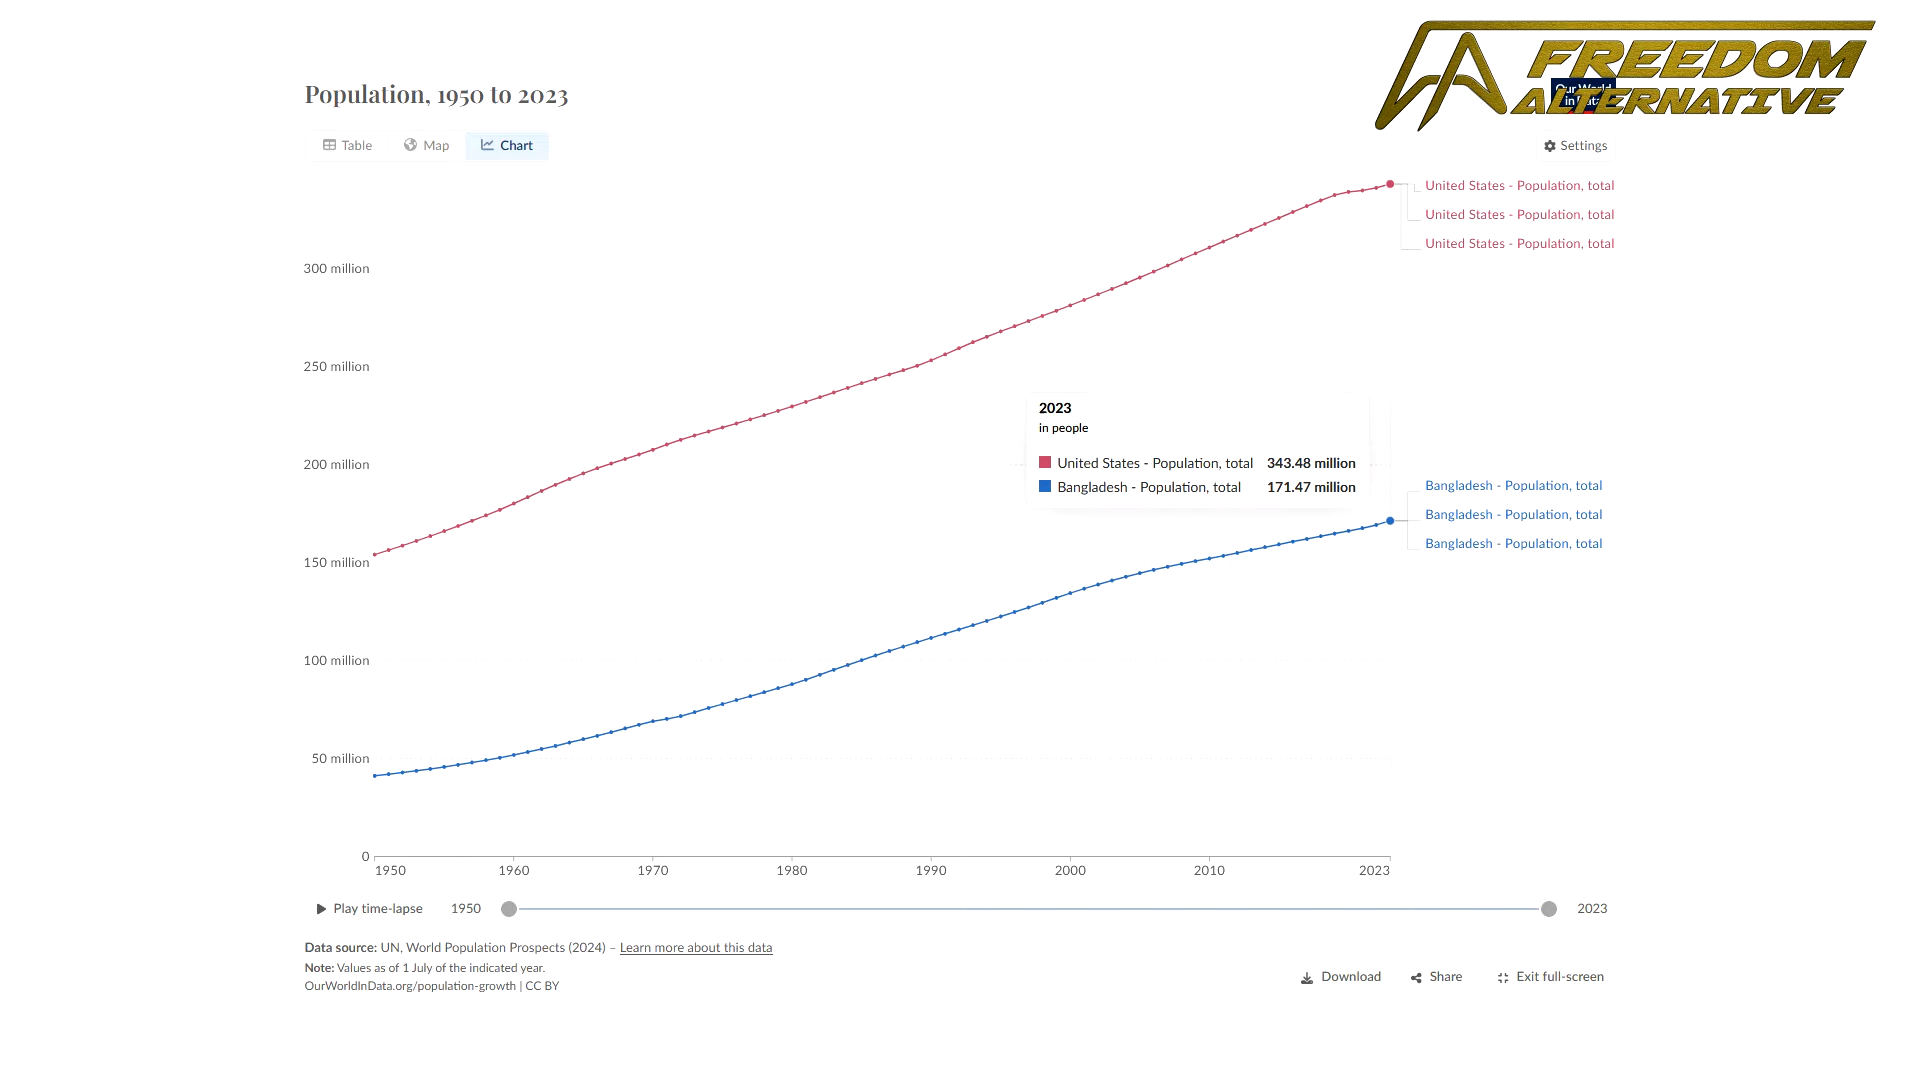 FREEDOM
ALTERNATIVE
Population, 1950 to 2023
Table
Map
Chart
Settings
United States - Population, total
United States - Population, total
United States - Population, total
300 million
250 million
200 million
150 million
100 million
50 million
0
2023
in people
United States - Population, total 343.48 million
Bangladesh - Population, total 171.47 million
Bangladesh - Population, total
Bangladesh - Population, total
Bangladesh - Population, total
1950 1960 1970 1980 1990 2000 2010 2023
Play time-lapse 1950 2023
Data source: UN, World Population Prospects (2024) – Learn more about this data
Note: Values as of 1 July of the indicated year.
OurWorldInData.org/population-growth | CC BY
Download Share Exit full-screen